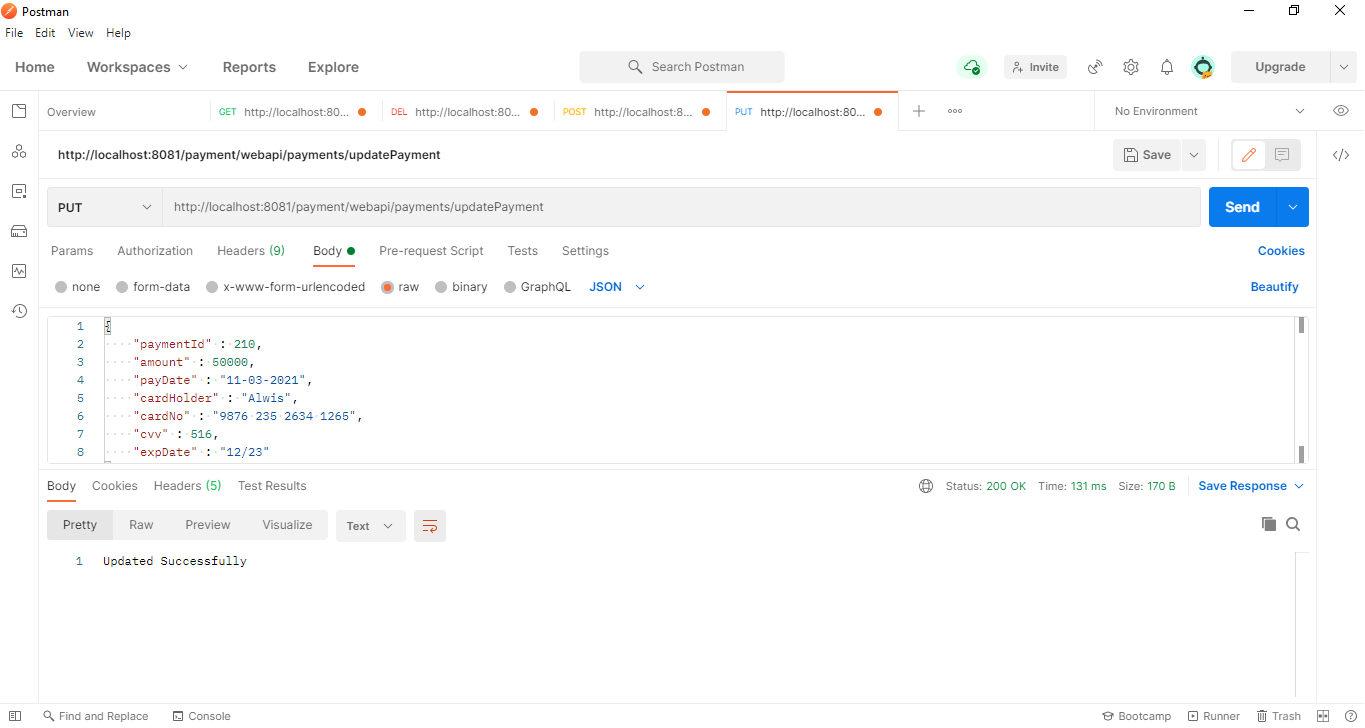 Postman
File Edit View Help
Home Workspaces Reports Explore Search Postman Invite Upgrade
Overview GET http://localhost:80... DEL http://localhost:80... POST http://localhost:8... PUT http://localhost:80... No Environment
http://localhost:8081/payment/webapi/payments/updatePayment Save
PUT http://localhost:8081/payment/webapi/payments/updatePayment Send
Params Authorization Headers (9) Body Pre-request Script Tests Settings Cookies
none form-data x-www-form-urlencoded raw binary GraphQL JSON Beautify
1 {
2 "paymentId" : 210,
3 "amount" : 50000,
4 "payDate" : "11-03-2021",
5 "cardHolder" : "Alwis",
6 "cardNo" : "9876 235 2634 1265",
7 "cvv" : 516,
8 "expDate" : "12/23"
Body Cookies Headers (5) Test Results Status: 200 OK Time: 131 ms Size: 170 B Save Response
Pretty Raw Preview Visualize Text
1 Updated Successfully
Find and Replace Console Bootcamp Runner Trash